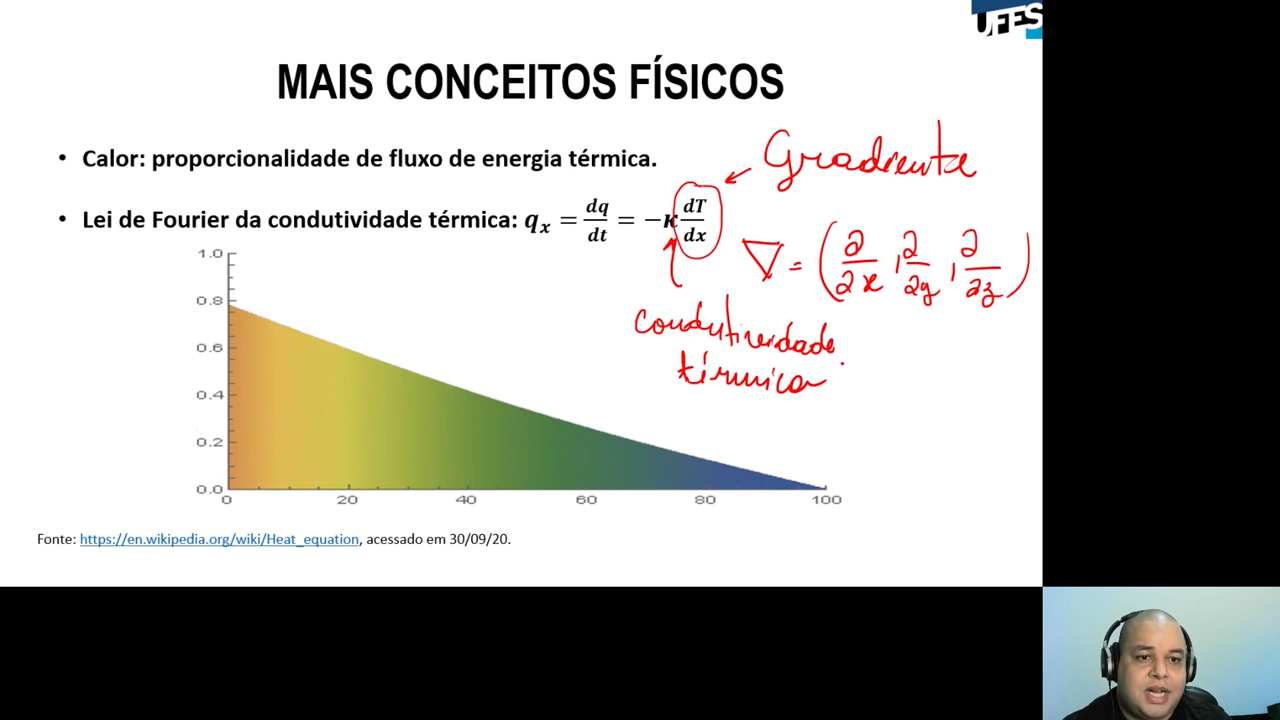 UFES
MAIS CONCEITOS FÍSICOS
• Calor: proporcionalidade de fluxo de energia térmica.
Gradiente
• Lei de Fourier da condutividade térmica: qₓ = dq/dt = −κ dT/dx
∇ = (∂/∂x, ∂/∂y, ∂/∂z)
condutividade
térmica
1.0
0.8
0.6
0.4
0.2
0.0
0 20 40 60 80 100
Fonte: https://en.wikipedia.org/wiki/Heat_equation, acessado em 30/09/20.